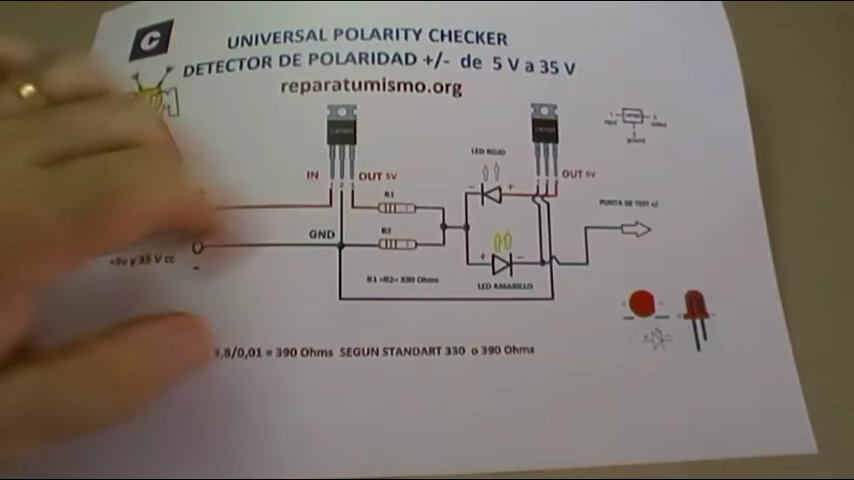 C
UNIVERSAL POLARITY CHECKER
DETECTOR DE POLARIDAD +/- de 5 V a 35 V
reparatumismo.org
LED ROJO
IN
OUT 5V
OUT 5V
1 2 3
R1
- +
PUNTA DE TEST +/-
GND
R2
+ -
+5v y 35 V cc
-
R1 =R2= 330 Ohms
LED AMARILLO
,8/0,01 = 390 Ohms SEGUN STANDART 330 o 390 Ohms